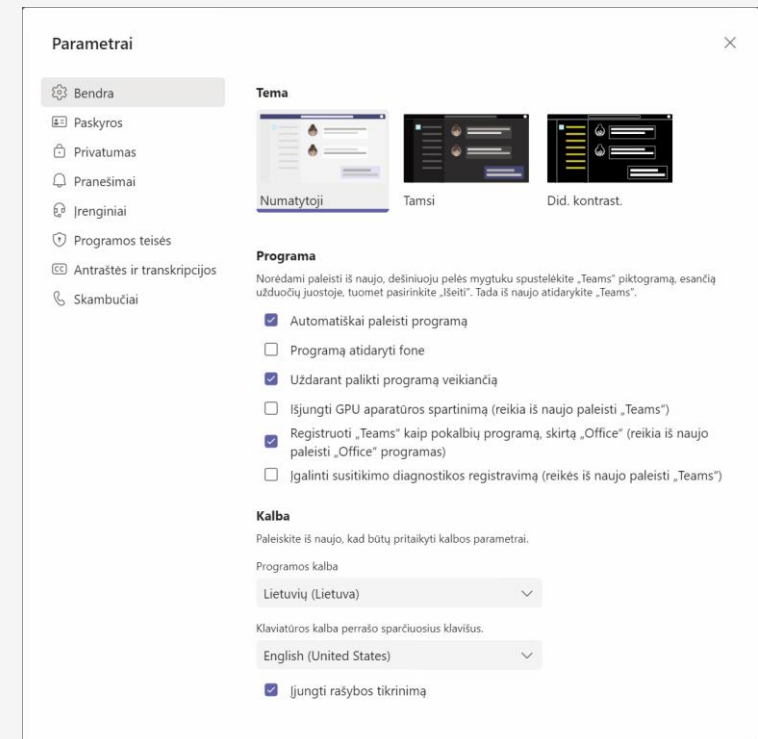 Parametrai
Bendra
Paskyros
Privatumas
Pranešimai
Įrenginiai
Programos teisės
Antraštės ir transkripcijos
Skambučiai
Tema
Numatytoji
Tamsi
Did. kontrast.
Programa
Norėdami paleisti iš naujo, dešiniuoju pelės mygtuku spustelėkite „Teams" piktogramą, esančią
užduočių juostoje, tuomet pasirinkite „Išeiti". Tada iš naujo atidarykite „Teams".
Automatiškai paleisti programą
Programą atidaryti fone
Uždarant palikti programą veikiančią
Išjungti GPU aparatūros spartinimą (reikia iš naujo paleisti „Teams")
Registruoti „Teams" kaip pokalbių programą, skirtą „Office" (reikia iš naujo
paleisti „Office" programas)
Įgalinti susitikimo diagnostikos registravimą (reikės iš naujo paleisti „Teams")
Kalba
Paleiskite iš naujo, kad būtų pritaikyti kalbos parametrai.
Programos kalba
Lietuvių (Lietuva)
Klaviatūros kalba perrašo sparčiuosius klavišus.
English (United States)
Įjungti rašybos tikrinimą